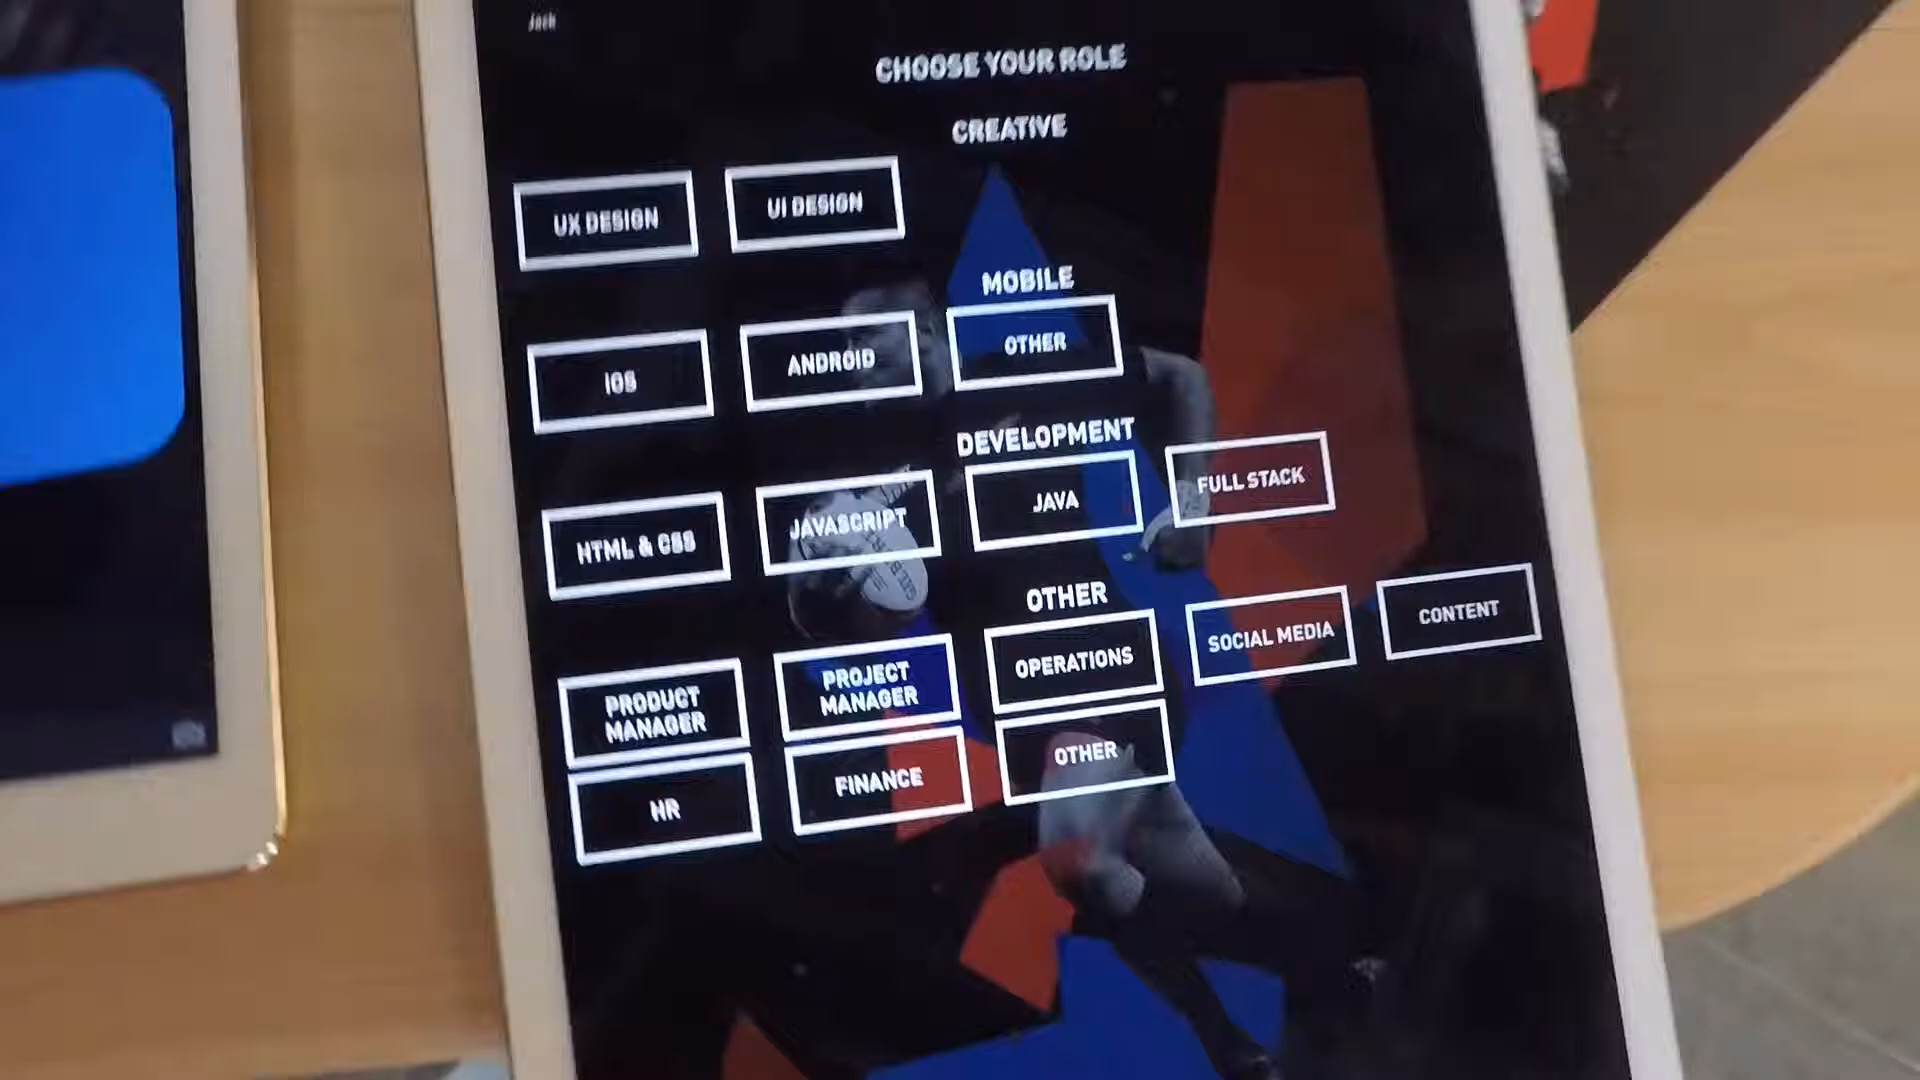 Jack
CHOOSE YOUR ROLE
CREATIVE
UX DESIGN
UI DESIGN
MOBILE
iOS
ANDROID
OTHER
DEVELOPMENT
HTML & CSS
JAVASCRIPT
JAVA
FULL STACK
OTHER
PRODUCT
MANAGER
PROJECT
MANAGER
OPERATIONS
SOCIAL MEDIA
CONTENT
HR
FINANCE
OTHER